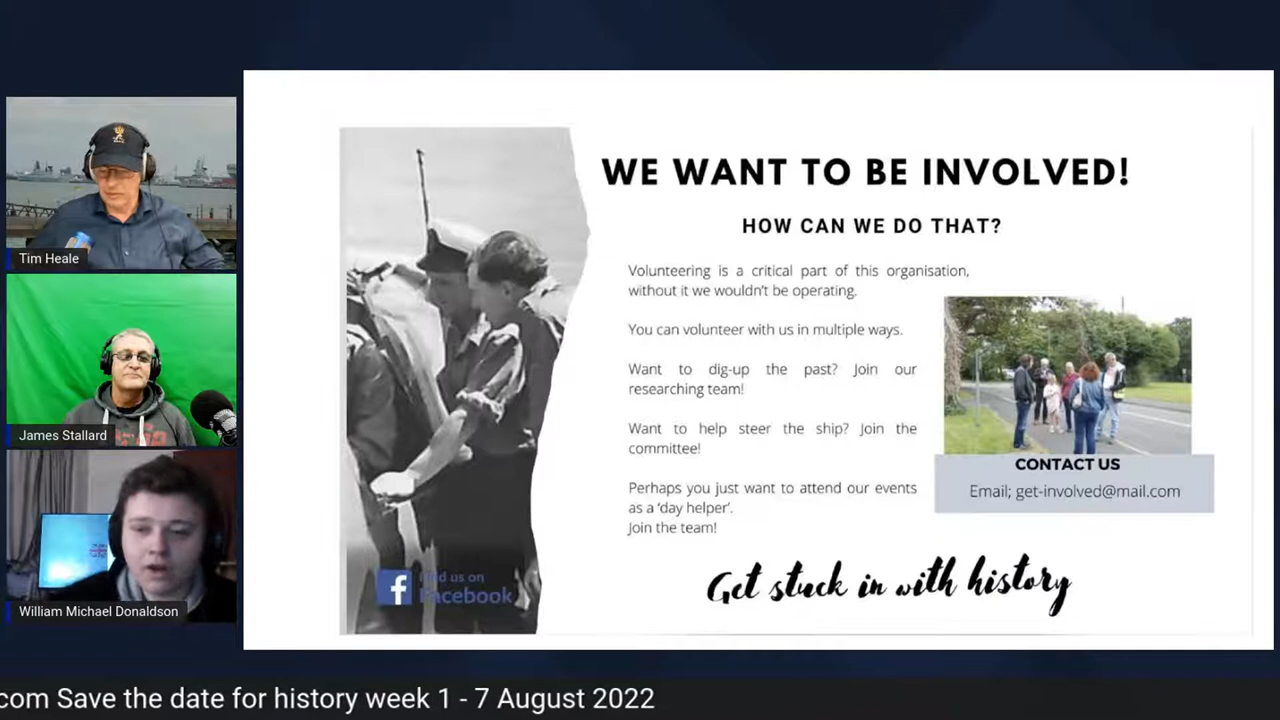 Tim Heale
James Stallard
William Michael Donaldson
WE WANT TO BE INVOLVED!
HOW CAN WE DO THAT?
Volunteering is a critical part of this organisation,
without it we wouldn't be operating.
You can volunteer with us in multiple ways.
Want to dig-up the past? Join our
researching team!
Want to help steer the ship? Join the
committee!
Perhaps you just want to attend our events
as a 'day helper'.
Join the team!
CONTACT US
Email; get-involved@mail.com
Get stuck in with history
f Find us on
Facebook
com Save the date for history week 1 - 7 August 2022